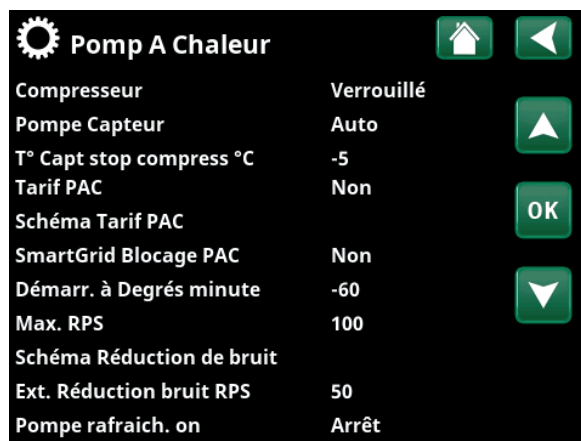 Pomp A Chaleur
Compresseur Verrouillé
Pompe Capteur Auto
T° Capt stop compress °C -5
Tarif PAC Non
Schéma Tarif PAC
OK
SmartGrid Blocage PAC Non
Démarr. à Degrés minute -60
Max. RPS 100
Schéma Réduction de bruit
Ext. Réduction bruit RPS 50
Pompe rafraich. on Arrêt